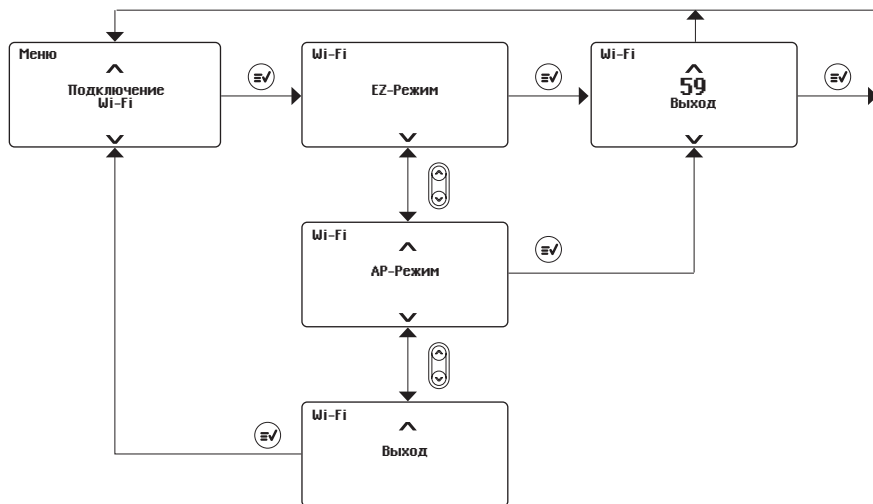 Меню
Подключение
Wi-Fi
Wi-Fi
EZ-Режим
Wi-Fi
59
Выход
Wi-Fi
AP-Режим
Wi-Fi
Выход